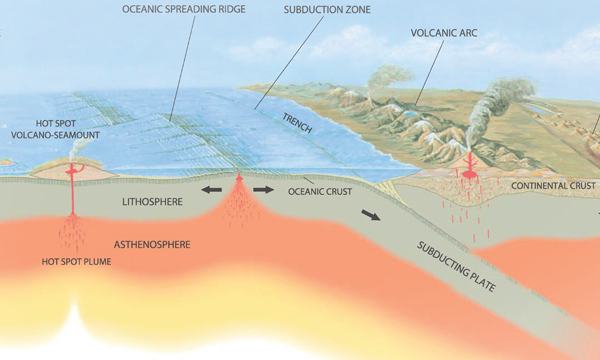 OCEANIC SPREADING RIDGE
SUBDUCTION ZONE
VOLCANIC ARC
HOT SPOT
VOLCANO-SEAMOUNT
TRENCH
OCEANIC CRUST
CONTINENTAL CRUST
LITHOSPHERE
ASTHENOSPHERE
SUBDUCTING PLATE
HOT SPOT PLUME